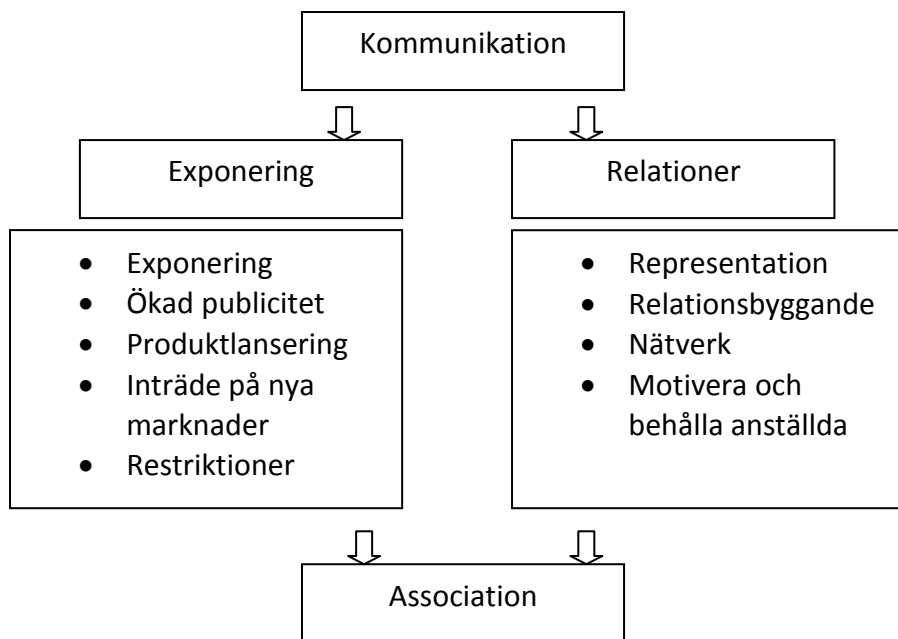 Kommunikation
Exponering
Relationer
• Exponering
• Ökad publicitet
• Produktlansering
• Inträde på nya
marknader
• Restriktioner
• Representation
• Relationsbyggande
• Nätverk
• Motivera och
behålla anställda
Association